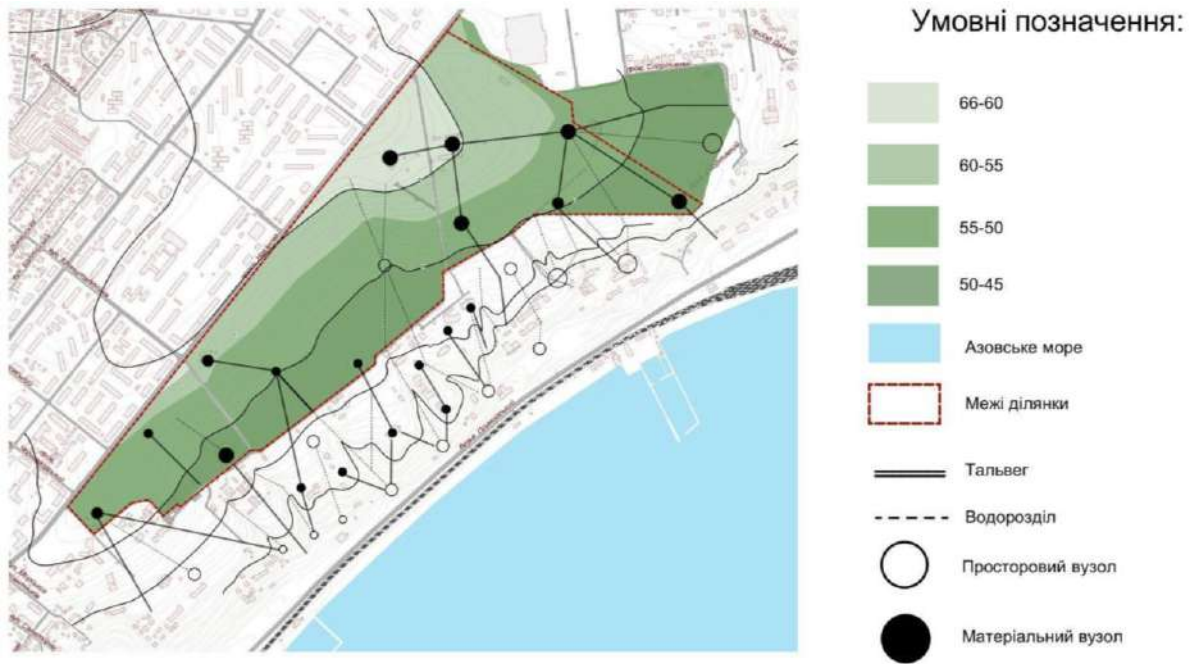 Умовні позначення:
66-60
60-55
55-50
50-45
Азовське море
Межі ділянки
Тальвег
Водорозділ
Просторовий вузол
Матеріальний вузол